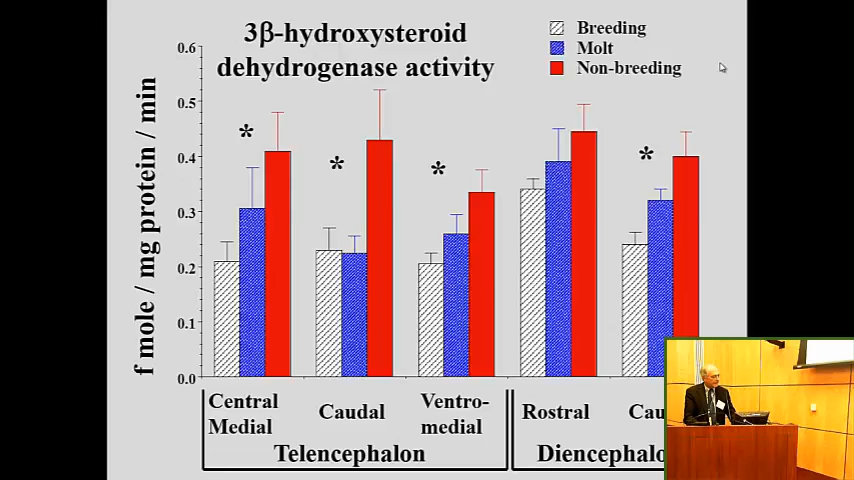 3β-hydroxysteroid
dehydrogenase activity
Breeding
Molt
Non-breeding
f mole / mg protein / min
0.6
0.5
0.4
0.3
0.2
0.1
0.0
*
*
*
*
Central
Medial
Caudal
Ventro-
medial
Rostral
Cau
Telencephalon
Diencephalo